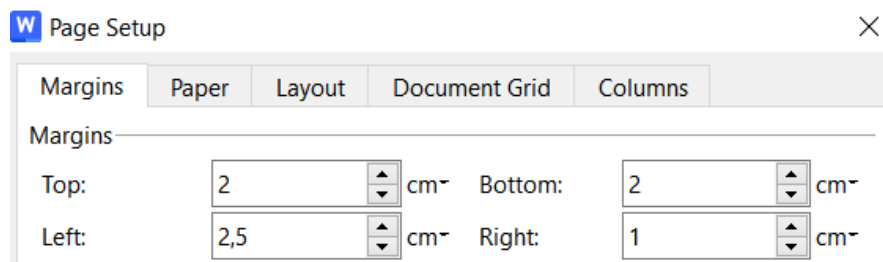 W Page Setup
Margins Paper Layout Document Grid Columns
Margins
Top: 2 cm Bottom: 2 cm
Left: 2,5 cm Right: 1 cm